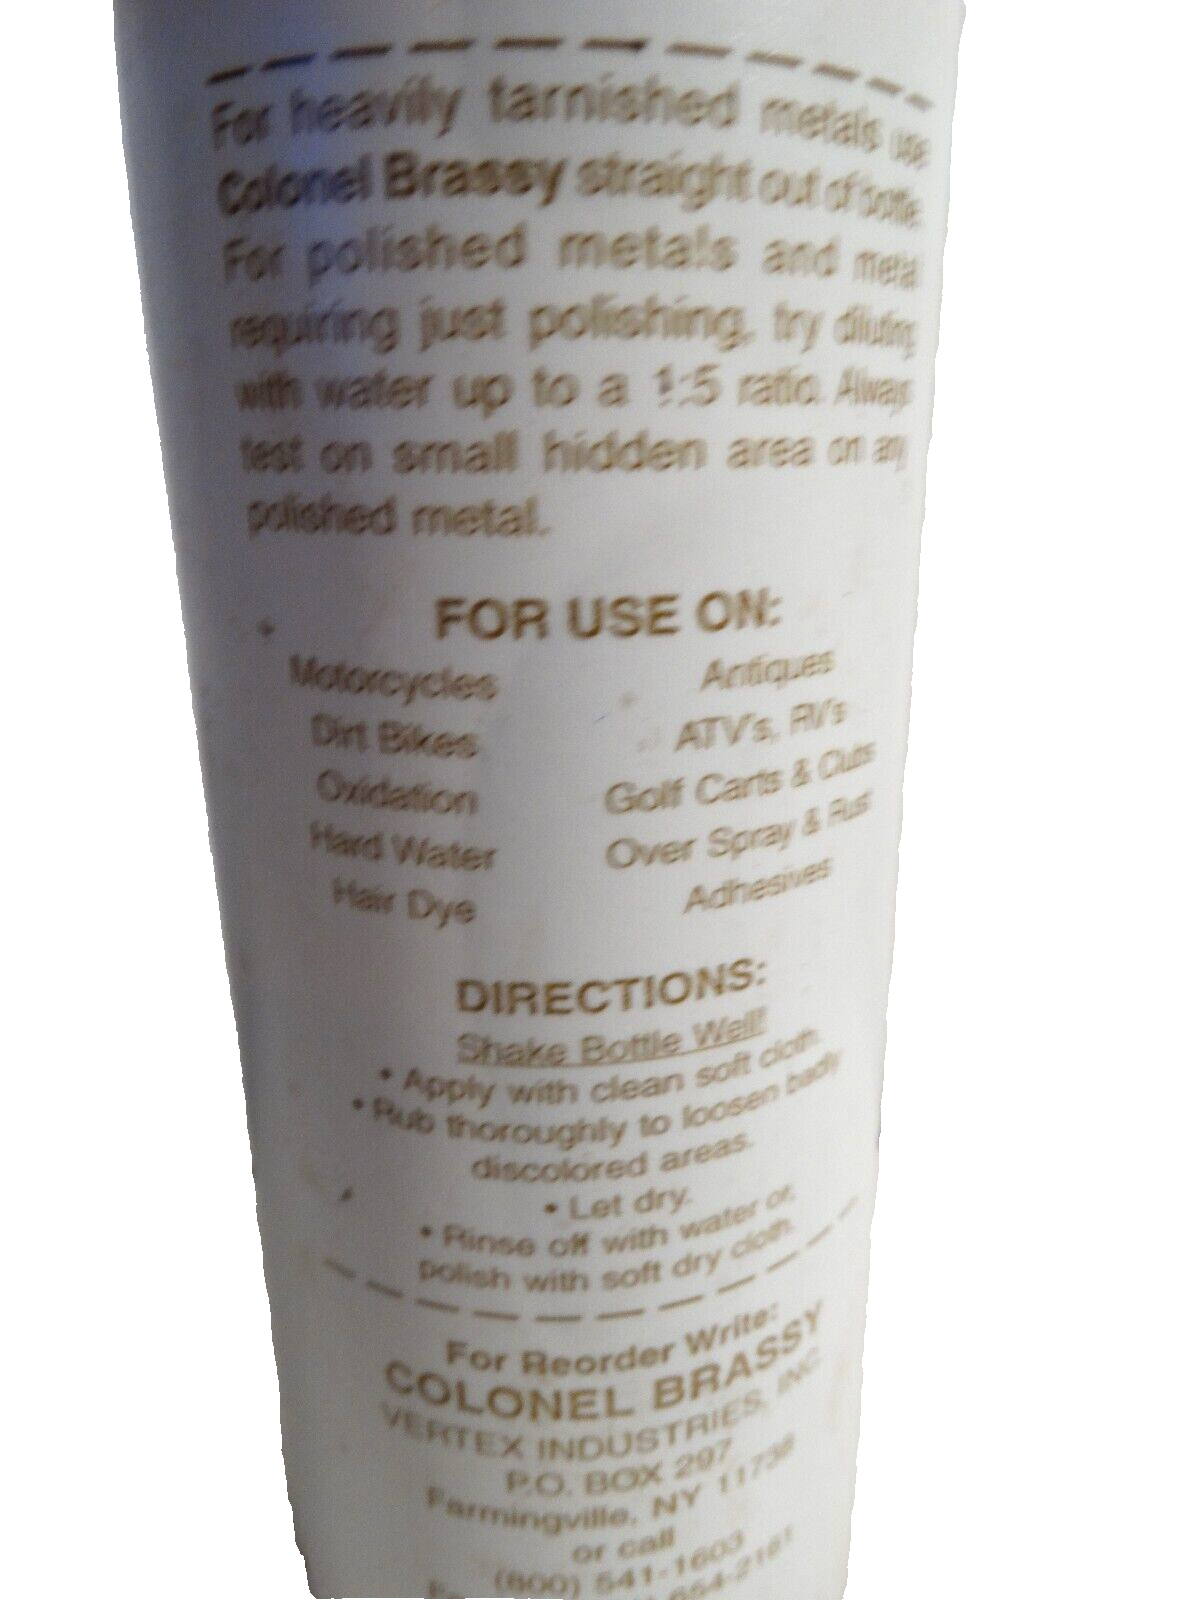 For heavily tarnished metals use
Colonel Brassy straight out of bottle.
For polished metals and metal
requiring just polishing, try diluting
with water up to a 1:5 ratio. Always
test on small hidden area on any
polished metal.
FOR USE ON:
Motorcycles Antiques
Dirt Bikes ATV's, RV's
Oxidation Golf Carts & Clubs
Hard Water Over Spray & Rust
Hair Dye Adhesives
DIRECTIONS:
Shake Bottle Well!
• Apply with clean soft cloth.
• Rub thoroughly to loosen badly
discolored areas.
• Let dry.
• Rinse off with water or,
polish with soft dry cloth.
For Reorder Write:
COLONEL BRASSY
VERTEX INDUSTRIES, INC.
P.O. BOX 297
Farmingville, NY 11738
or call
(800) 541-1603
654-2161